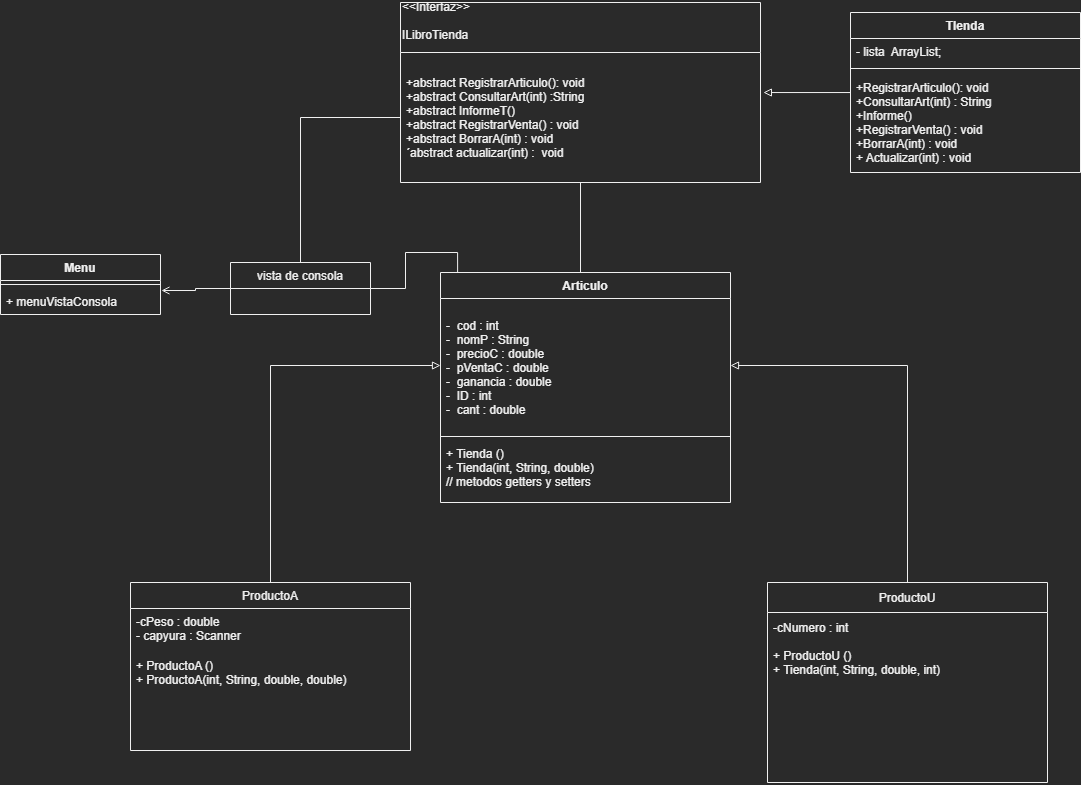 <<Interfaz>>
ILibroTienda
+abstract RegistrarArticulo(): void
+abstract ConsultarArt(int) :String
+abstract InformeT()
+abstract RegistrarVenta() : void
+abstract BorrarA(int) : void
´abstract actualizar(int) : void
TIenda
- lista ArrayList;
+RegistrarArticulo(): void
+ConsultarArt(int) : String
+Informe()
+RegistrarVenta() : void
+BorrarA(int) : void
+ Actualizar(int) : void
Menu
+ menuVistaConsola
vista de consola
Articulo
- cod : int
- nomP : String
- precioC : double
- pVentaC : double
- ganancia : double
- ID : int
- cant : double
+ Tienda ()
+ Tienda(int, String, double)
// metodos getters y setters
ProductoA
-cPeso : double
- capyura : Scanner
+ ProductoA ()
+ ProductoA(int, String, double, double)
ProductoU
-cNumero : int
+ ProductoU ()
+ Tienda(int, String, double, int)